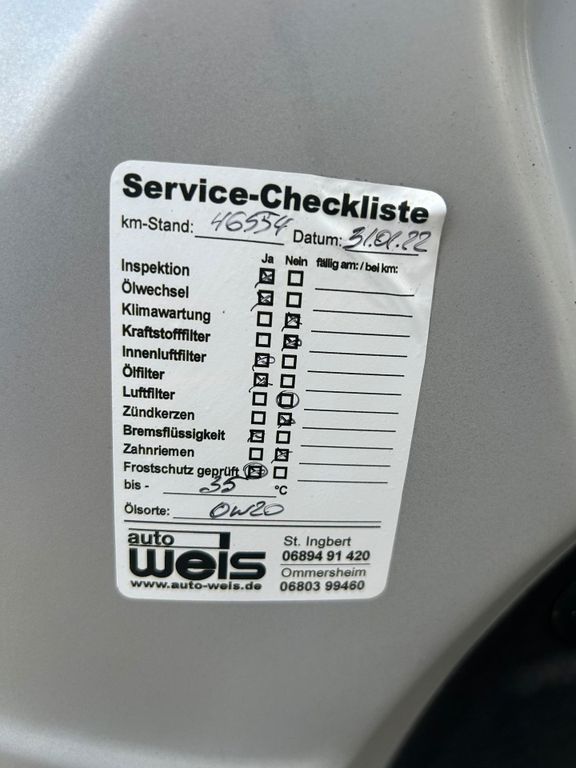 Service-Checkliste
km-Stand: 46554 Datum: 31.01.22
Ja Nein fällig am: / bei km:
Inspektion
Ölwechsel
Klimawartung
Kraftstofffilter
Innenluftfilter
Ölfilter
Luftfilter
Zündkerzen
Bremsflüssigkeit
Zahnriemen
Frostschutz geprüft
bis - 35 °C
Ölsorte: 0W20
auto weis
www.auto-weis.de
St. Ingbert
06894 91 420
Ommersheim
06803 99460